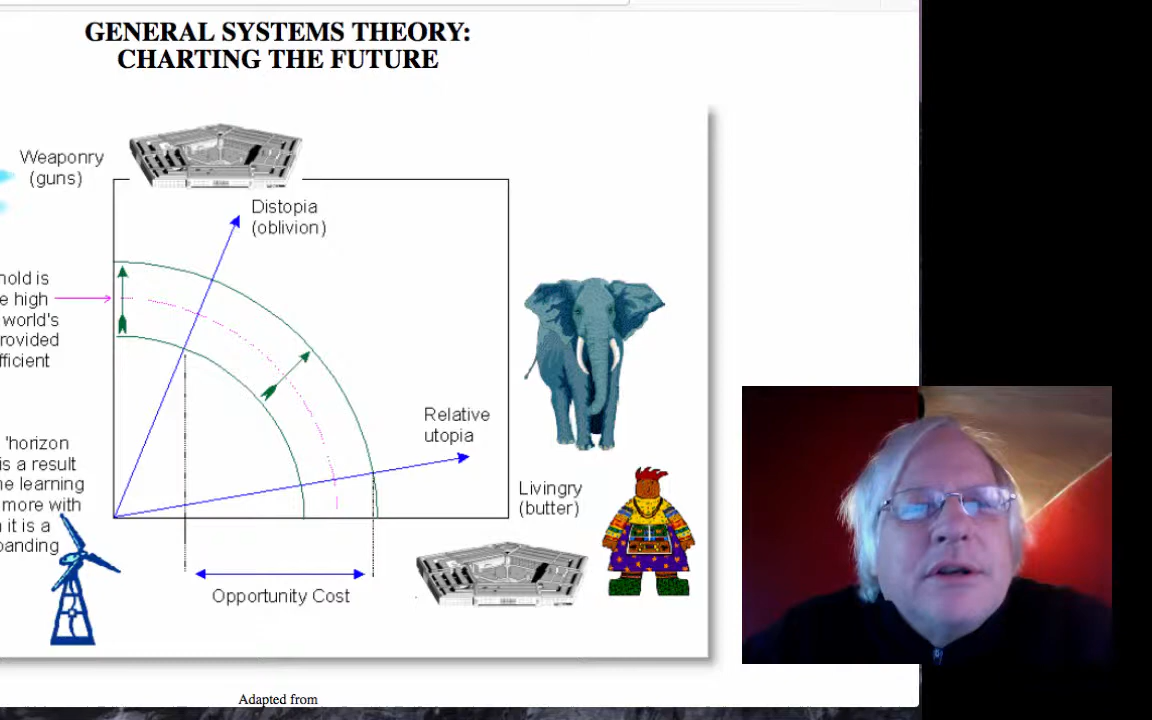 GENERAL SYSTEMS THEORY:
CHARTING THE FUTURE
Weaponry
(guns)
Distopia
(oblivion)
hold is
e high
world's
rovided
fficient
Relative
utopia
'horizon
is a result
ne learning
more with
it is a
panding
Livingry
(butter)
Opportunity Cost
Adapted from